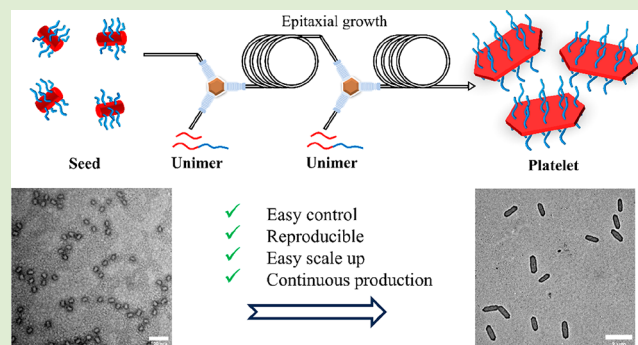 Epitaxial growth
Seed
Unimer
Unimer
Platelet
✓ Easy control
✓ Reproducible
✓ Easy scale up
✓ Continuous production